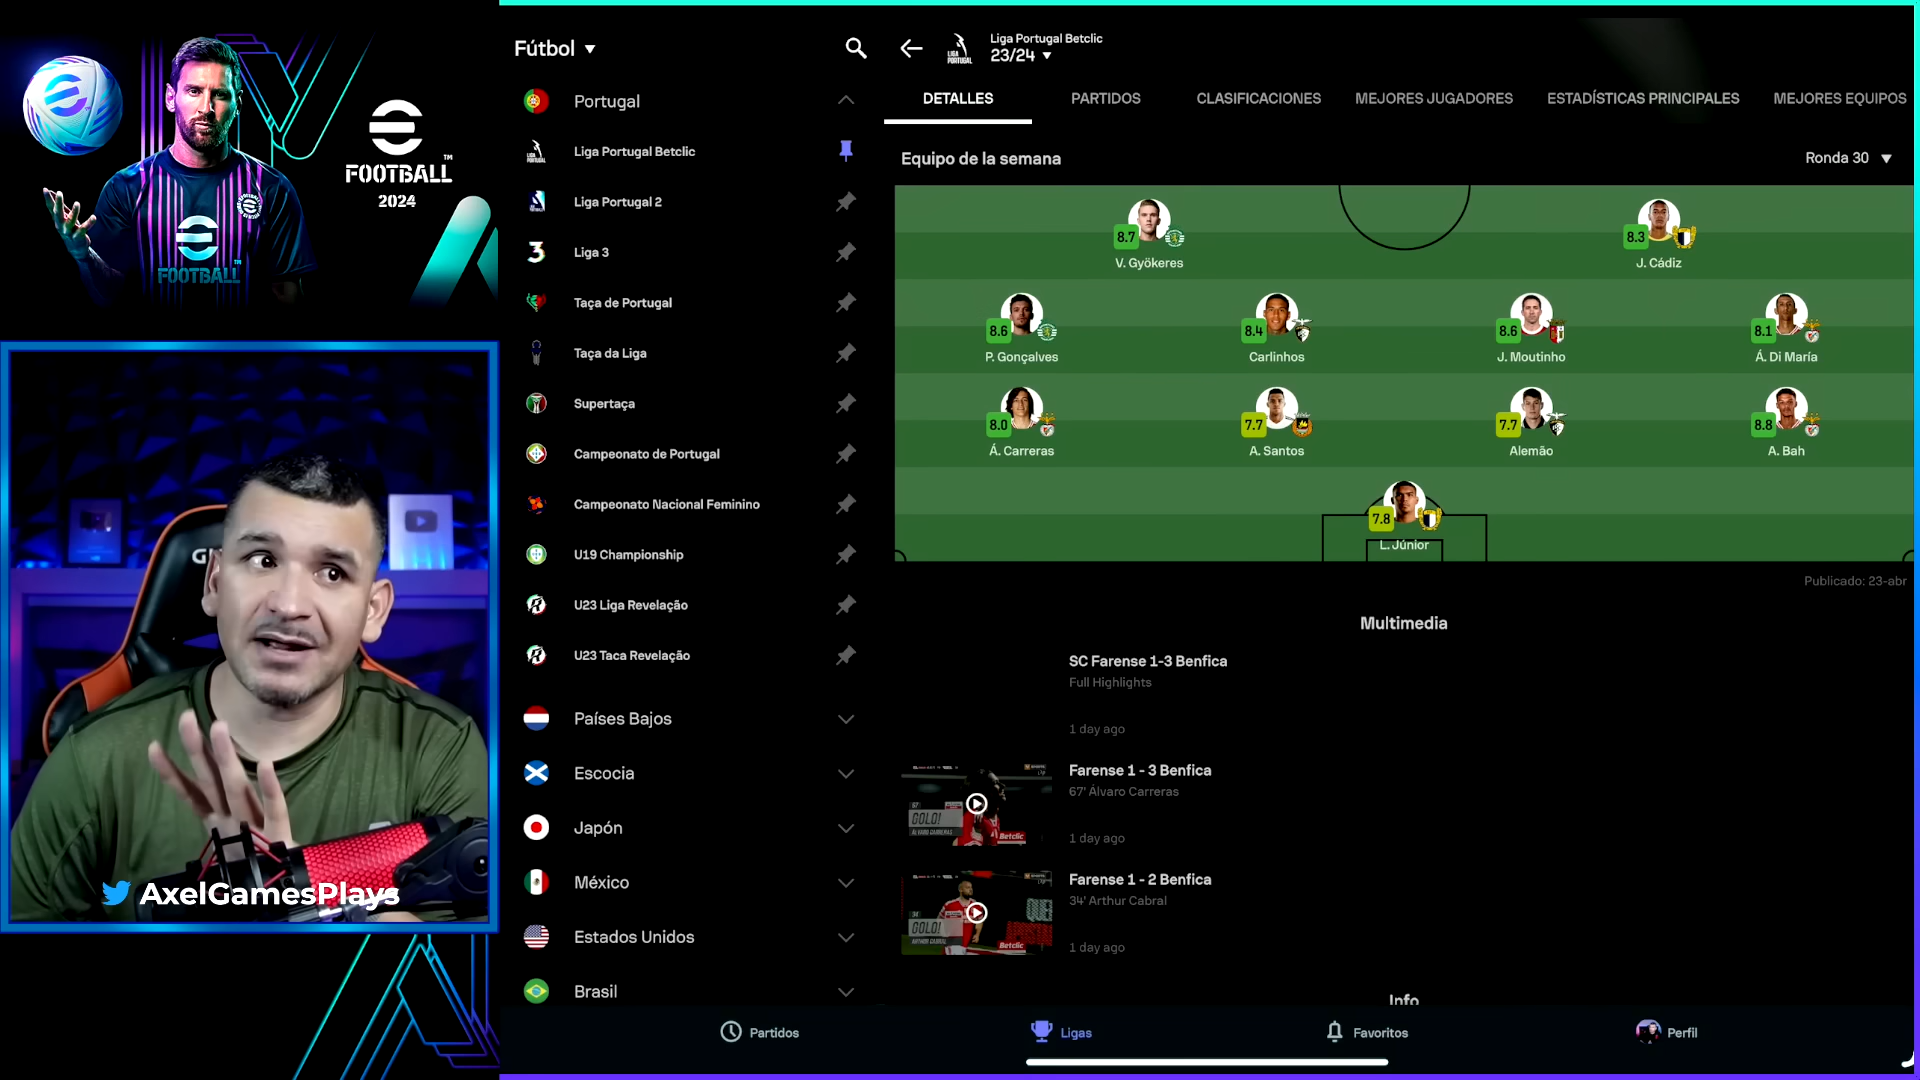 FOOTBALL™
2024
FOOTBALL™
AxelGamesPlays
Fútbol
Portugal
Liga Portugal Betclic
Liga Portugal 2
Liga 3
Taça de Portugal
Taça da Liga
Supertaça
Campeonato de Portugal
Campeonato Nacional Feminino
U19 Championship
U23 Liga Revelação
U23 Taca Revelação
Países Bajos
Escocia
Japón
México
Estados Unidos
Brasil
Liga Portugal Betclic
23/24
DETALLES
PARTIDOS
CLASIFICACIONES
MEJORES JUGADORES
ESTADÍSTICAS PRINCIPALES
MEJORES EQUIPOS
Equipo de la semana
Ronda 30
8.7
V. Gyökeres
8.3
J. Cádiz
8.6
P. Gonçalves
8.4
Carlinhos
8.6
J. Moutinho
8.1
Á. Di María
8.0
Á. Carreras
7.7
A. Santos
7.7
Alemão
8.8
A. Bah
7.8
L. Júnior
Publicado: 23-abr
Multimedia
SC Farense 1-3 Benfica
Full Highlights
1 day ago
GOLO!
Betclic
Farense 1 - 3 Benfica
67' Álvaro Carreras
1 day ago
GOLO!
Betclic
Farense 1 - 2 Benfica
34' Arthur Cabral
1 day ago
Info
Partidos
Ligas
Favoritos
Perfil